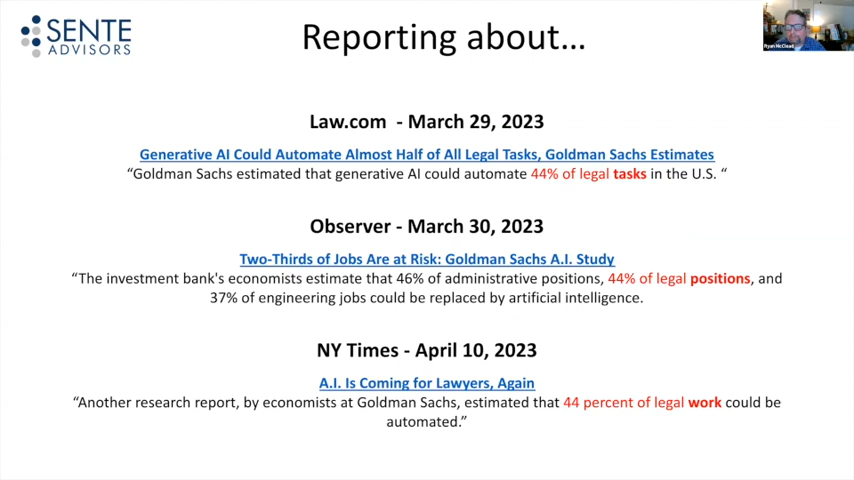 SENTE
ADVISORS
Reporting about…
Ryan McClead
Law.com - March 29, 2023
Generative AI Could Automate Almost Half of All Legal Tasks, Goldman Sachs Estimates
“Goldman Sachs estimated that generative AI could automate 44% of legal tasks in the U.S. “
Observer - March 30, 2023
Two-Thirds of Jobs Are at Risk: Goldman Sachs A.I. Study
“The investment bank's economists estimate that 46% of administrative positions, 44% of legal positions, and
37% of engineering jobs could be replaced by artificial intelligence.
NY Times - April 10, 2023
A.I. Is Coming for Lawyers, Again
“Another research report, by economists at Goldman Sachs, estimated that 44 percent of legal work could be
automated.”